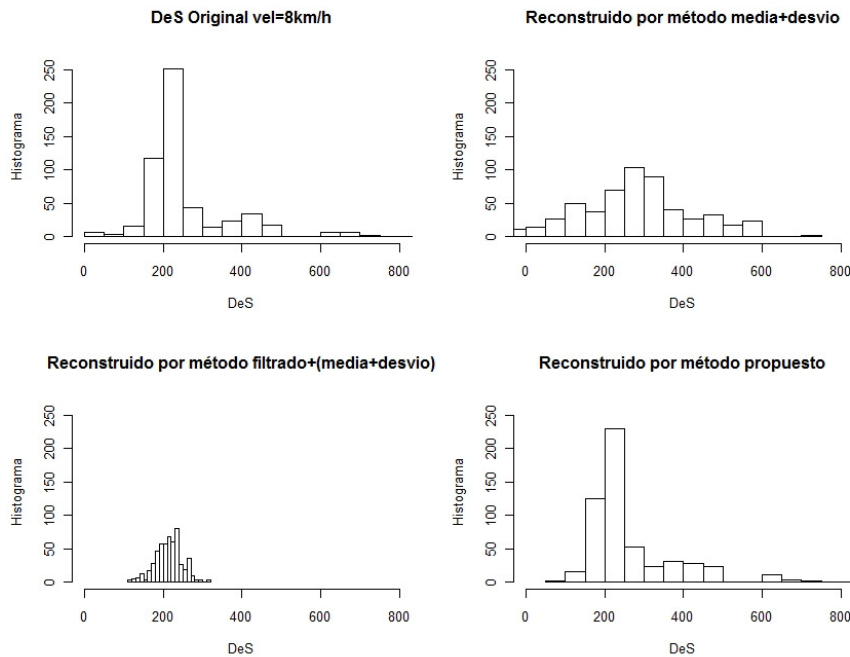 DeS Original vel=8km/h
Histograma
0 50 100 150 200 250
0 200 400 600 800
DeS
Reconstruido por método media+desvio
Histograma
0 50 100 150 200 250
0 200 400 600 800
DeS
Reconstruido por método filtrado+(media+desvio)
Histograma
0 50 100 150 200 250
0 200 400 600 800
DeS
Reconstruido por método propuesto
Histograma
0 50 100 150 200 250
0 200 400 600 800
DeS